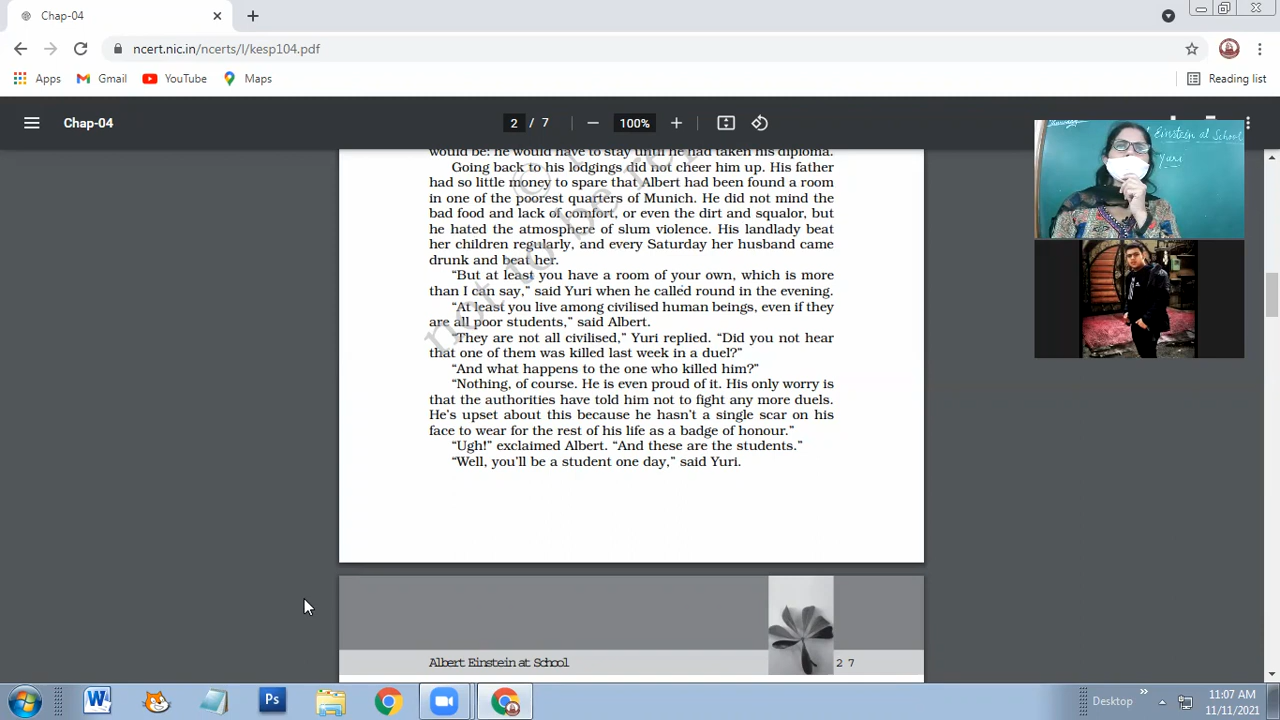 Chap-04
ncert.nic.in/ncerts/l/kesp104.pdf
Apps Gmail YouTube Maps Reading list
Chap-04 2 / 7 100%
would be: he would have to stay until he had taken his diploma.
Going back to his lodgings did not cheer him up. His father
had so little money to spare that Albert had been found a room
in one of the poorest quarters of Munich. He did not mind the
bad food and lack of comfort, or even the dirt and squalor, but
he hated the atmosphere of slum violence. His landlady beat
her children regularly, and every Saturday her husband came
drunk and beat her.
“But at least you have a room of your own, which is more
than I can say,” said Yuri when he called round in the evening.
“At least you live among civilised human beings, even if they
are all poor students,” said Albert.
“They are not all civilised,” Yuri replied. “Did you not hear
that one of them was killed last week in a duel?”
“And what happens to the one who killed him?”
“Nothing, of course. He is even proud of it. His only worry is
that the authorities have told him not to fight any more duels.
He’s upset about this because he hasn’t a single scar on his
face to wear for the rest of his life as a badge of honour.”
“Ugh!” exclaimed Albert. “And these are the students.”
“Well, you’ll be a student one day,” said Yuri.
not to be re
©
Albert Einstein at School 27
Einstein at School
Yuri
W Ps Desktop 11:07 AM
11/11/2021